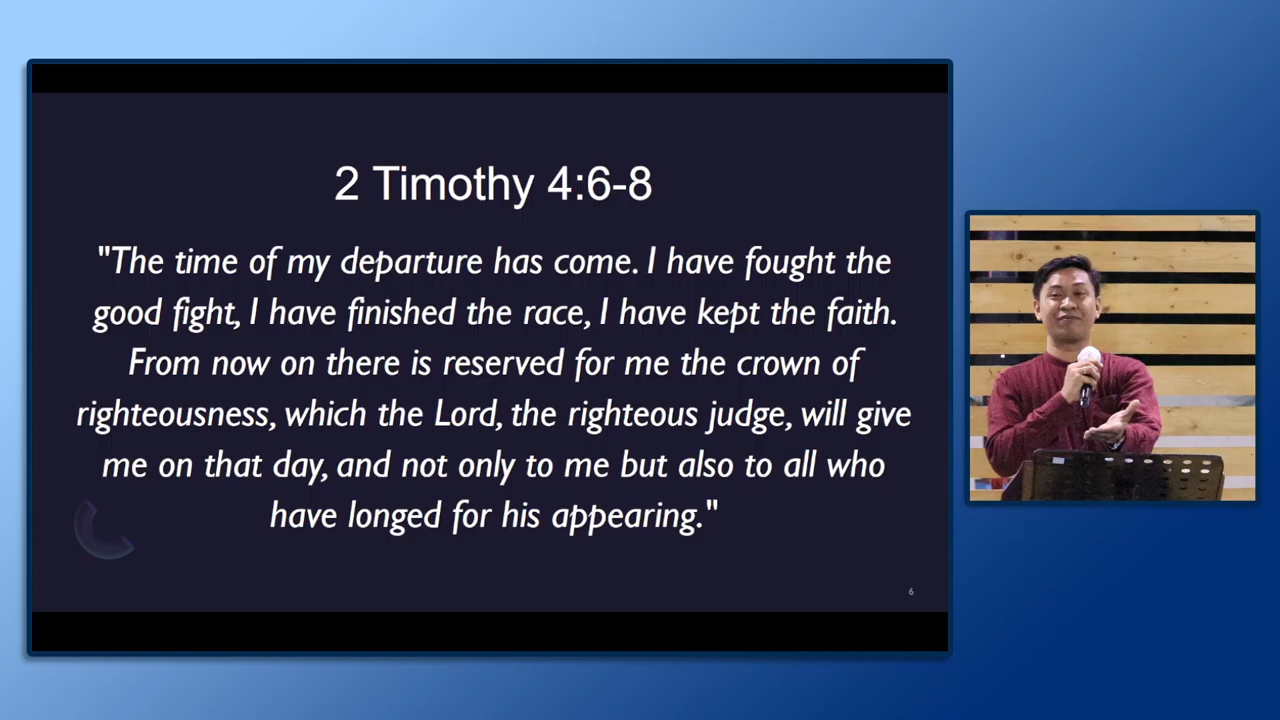 2 Timothy 4:6-8
"The time of my departure has come. I have fought the
good fight, I have finished the race, I have kept the faith.
From now on there is reserved for me the crown of
righteousness, which the Lord, the righteous judge, will give
me on that day, and not only to me but also to all who
have longed for his appearing."
6